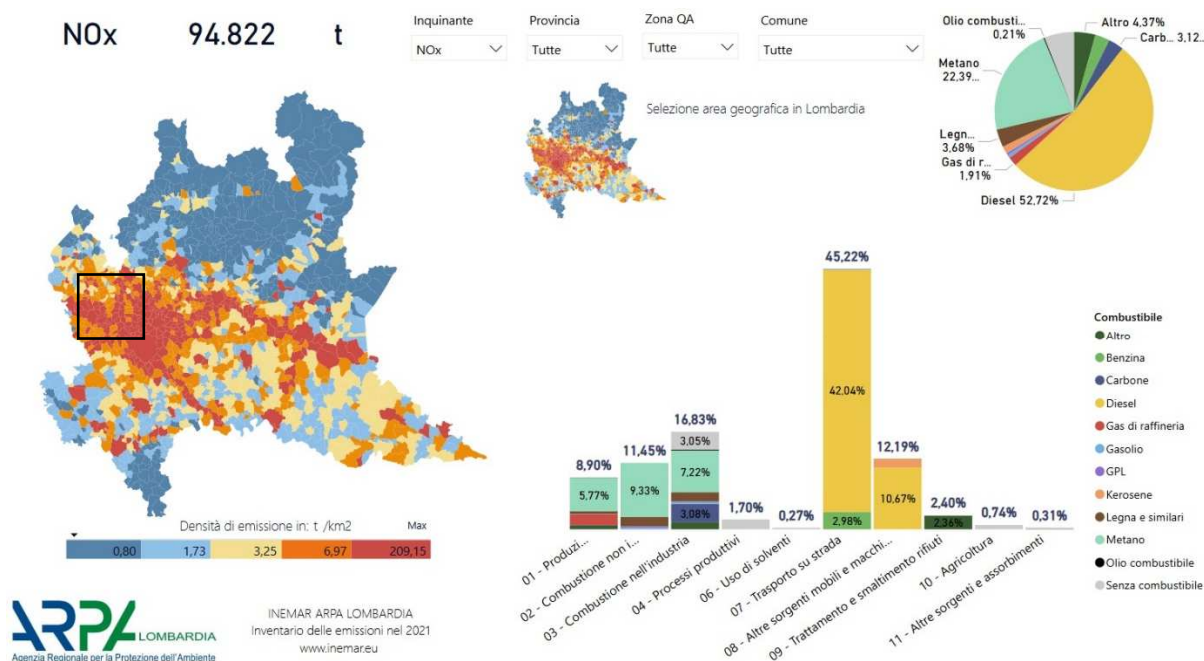 NOx 94.822 t
Inquinante
NOx
Provincia
Tutte
Zona QA
Tutte
Comune
Tutte
Selezione area geografica in Lombardia
Olio combusti...
0,21%
Altro 4,37%
Carb... 3,12...
Metano
22,39...
Legn...
3,68%
Gas di r...
1,91%
Diesel 52,72%
Densità di emissione in: t /km2
Max
0,80 1,73 3,25 6,97 209,15
8,90%
5,77%
11,45%
9,33%
16,83%
3,05%
7,22%
3,08%
1,70%
0,27%
45,22%
42,04%
2,98%
12,19%
10,67%
2,40%
2,36%
0,74%
0,31%
01 - Produzi...
02 - Combustione non i...
03 - Combustione nell'industria
04 - Processi produttivi
06 - Uso di solventi
07 - Trasporto su strada
08 - Altre sorgenti mobili e macchi...
09 - Trattamento e smaltimento rifiuti
10 - Agricoltura
11 - Altre sorgenti e assorbimenti
Combustibile
Altro
Benzina
Carbone
Diesel
Gas di raffineria
Gasolio
GPL
Kerosene
Legna e similari
Metano
Olio combustibile
Senza combustibile
ARPA LOMBARDIA
Agenzia Regionale per la Protezione dell'Ambiente
INEMAR ARPA LOMBARDIA
Inventario delle emissioni nel 2021
www.inemar.eu